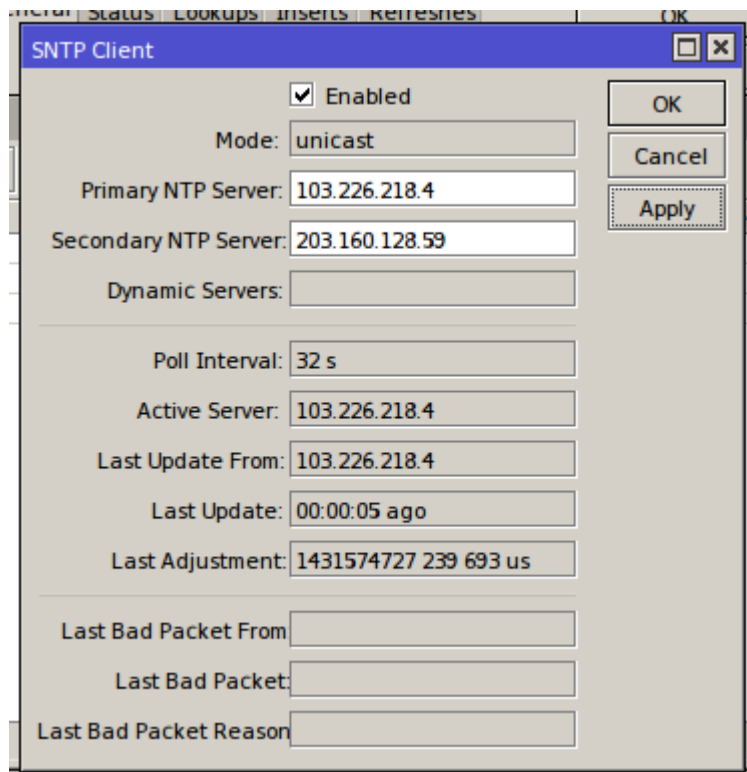 General Status Lookups Inserts Refreshes OK
SNTP Client
Enabled
OK
Mode: unicast
Cancel
Primary NTP Server: 103.226.218.4
Apply
Secondary NTP Server: 203.160.128.59
Dynamic Servers:
Poll Interval: 32 s
Active Server: 103.226.218.4
Last Update From: 103.226.218.4
Last Update: 00:00:05 ago
Last Adjustment: 1431574727 239 693 us
Last Bad Packet From
Last Bad Packet:
Last Bad Packet Reason